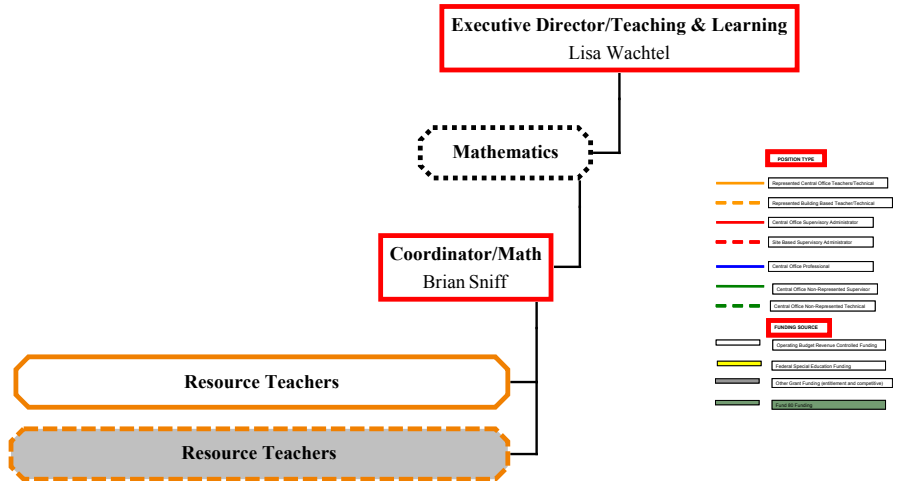 Executive Director/Teaching & Learning
Lisa Wachtel
Mathematics
Coordinator/Math
Brian Sniff
Resource Teachers
Resource Teachers
POSITION TYPE
Represented Central Office Teachers/Technical
Represented Building Based Teacher/Technical
Central Office Supervisory Administrator
Site Based Supervisory Administrator
Central Office Professional
Central Office Non-Represented Supervisor
Central Office Non-Represented Technical
FUNDING SOURCE
Operating Budget Revenue Controlled Funding
Federal Special Education Funding
Other Grant Funding (entitlement and competitive)
Fund 80 Funding